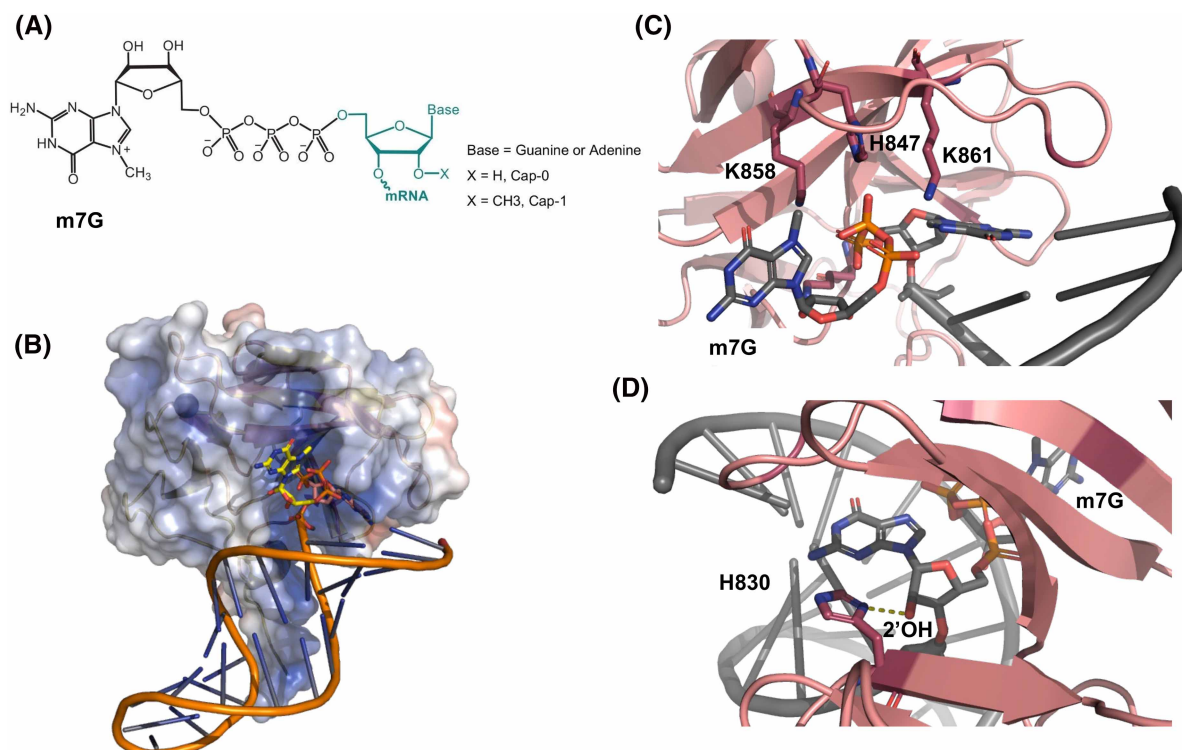 (A)
OH
OH
H₂N
N
N
O
HN
N⁺
O
CH₃
O
O
O
O
P
P
P
⁻O
O
⁻O
O
⁻O
O
O
Base
O
O
O–X
mRNA
m7G
Base = Guanine or Adenine
X = H, Cap-0
X = CH3, Cap-1
(B)
(C)
K858
H847
K861
m7G
(D)
m7G
H830
2'OH